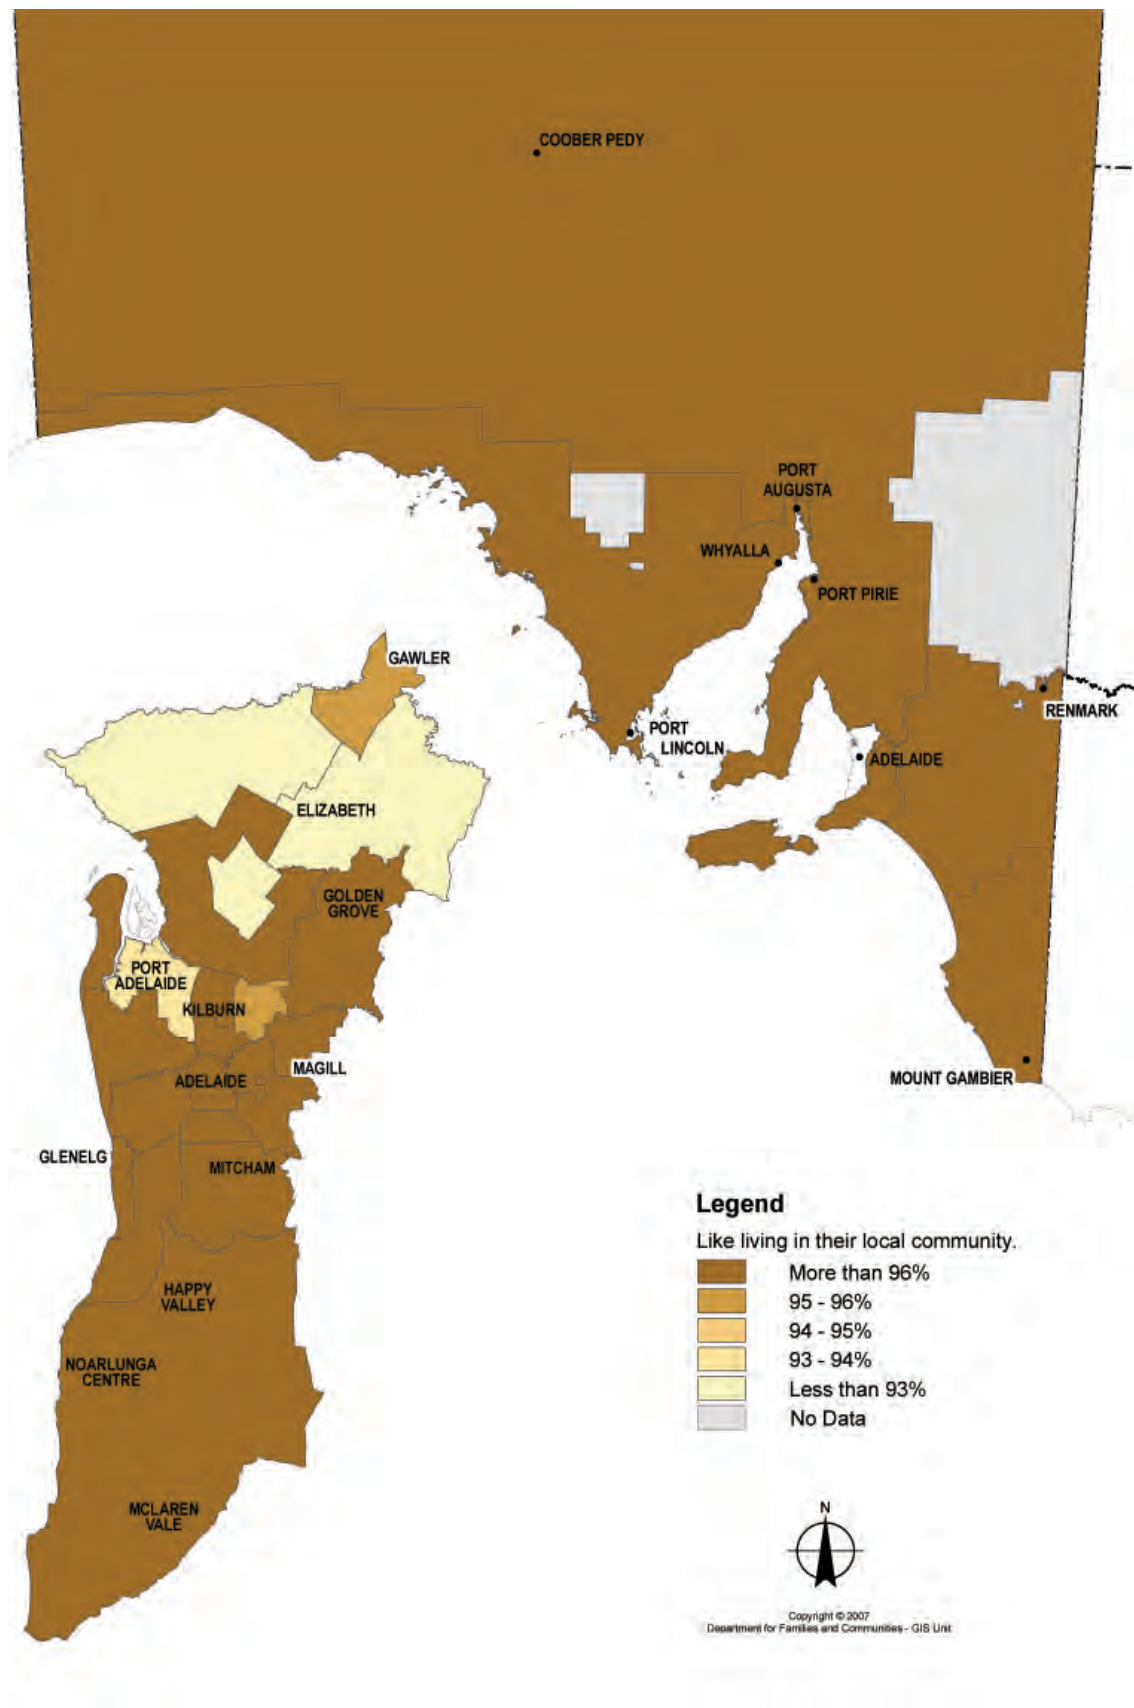 COOBER PEDY
PORT
AUGUSTA
WHYALLA
PORT PIRIE
GAWLER
RENMARK
PORT
LINCOLN
ADELAIDE
ELIZABETH
GOLDEN
GROVE
PORT
ADELAIDE
KILBURN
MAGILL
ADELAIDE
MOUNT GAMBIER
GLENELG
MITCHAM
HAPPY
VALLEY
NOARLUNGA
CENTRE
MCLAREN
VALE
Legend
Like living in their local community.
More than 96%
95 - 96%
94 - 95%
93 - 94%
Less than 93%
No Data
N
Copyright © 2007
Department for Families and Communities - GIS Unit